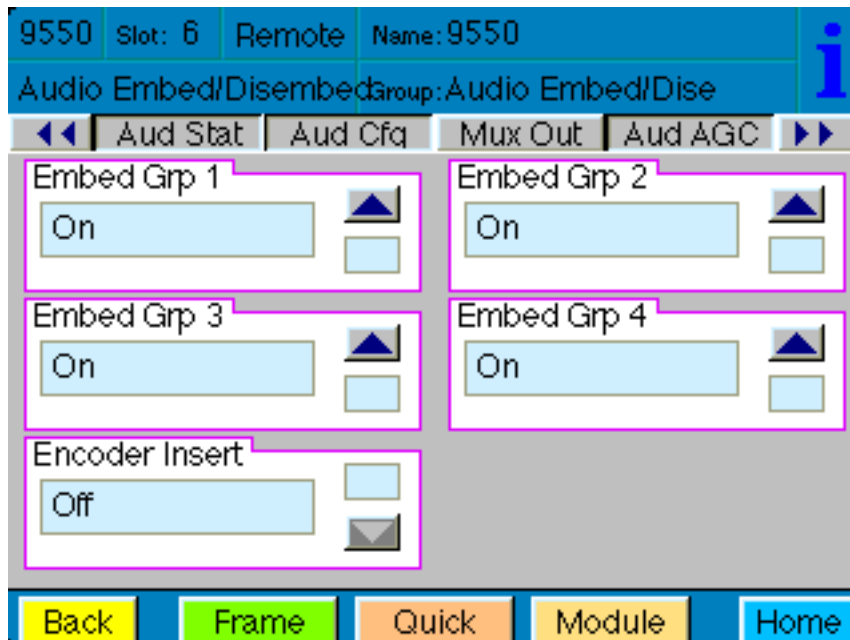 9550 Slot: 6 Remote Name: 9550
Audio Embed/Disembed Group: Audio Embed/Dise
i
Aud Stat Aud Cfg Mux Out Aud AGC
Embed Grp 1 Embed Grp 2
On On
Embed Grp 3 Embed Grp 4
On On
Encoder Insert
Off
Back Frame Quick Module Home